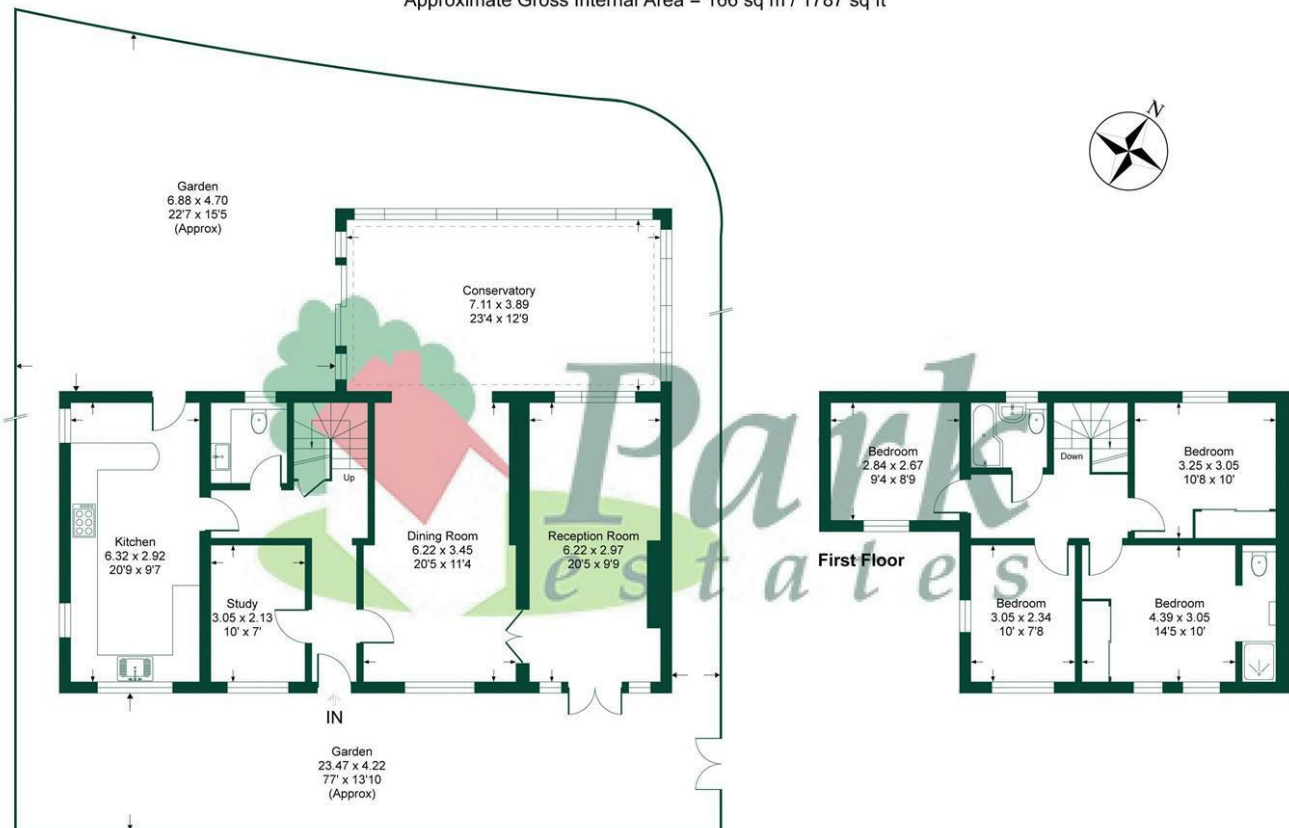 Approximate Gross Internal Area = 166 sq m / 1787 sq ft
N
Garden
6.88 x 4.70
22'7 x 15'5
(Approx)
Conservatory
7.11 x 3.89
23'4 x 12'9
Kitchen
6.32 x 2.92
20'9 x 9'7
Up
Study
3.05 x 2.13
10' x 7'
Dining Room
6.22 x 3.45
20'5 x 11'4
Reception Room
6.22 x 2.97
20'5 x 9'9
IN
Garden
23.47 x 4.22
77' x 13'10
(Approx)
Park
estates
Bedroom
2.84 x 2.67
9'4 x 8'9
Down
Bedroom
3.25 x 3.05
10'8 x 10'
First Floor
Bedroom
3.05 x 2.34
10' x 7'8
Bedroom
4.39 x 3.05
14'5 x 10'